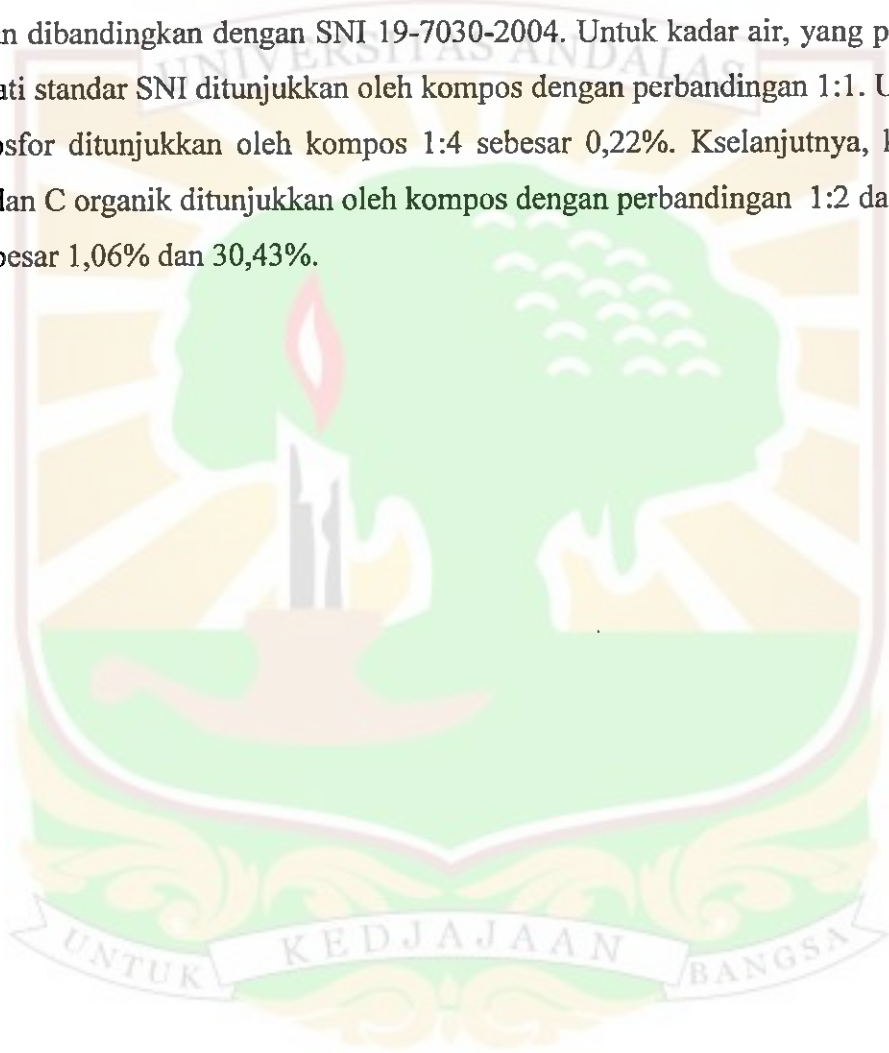 n dibandingkan dengan SNI 19-7030-2004. Untuk kadar air, yang p
ati standar SNI ditunjukkan oleh kompos dengan perbandingan 1:1. U
osfor ditunjukkan oleh kompos 1:4 sebesar 0,22%. Kselanjutnya, k
dan C organik ditunjukkan oleh kompos dengan perbandingan 1:2 da
besar 1,06% dan 30,43%.
UNIVERSITAS ANDALAS
UNTUK KEDJAJAAN BANGSA